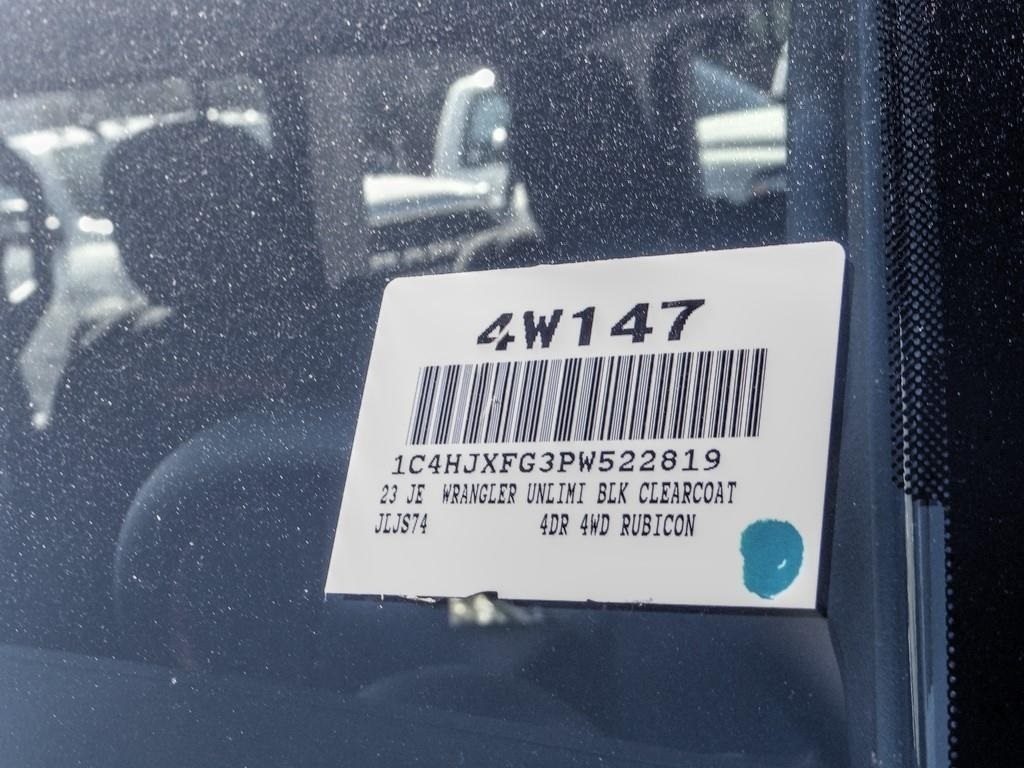 4W147
1C4HJXFG3PW522819
23 JE WRANGLER UNLIMI BLK CLEARCOAT
JLJS74 4DR 4WD RUBICON